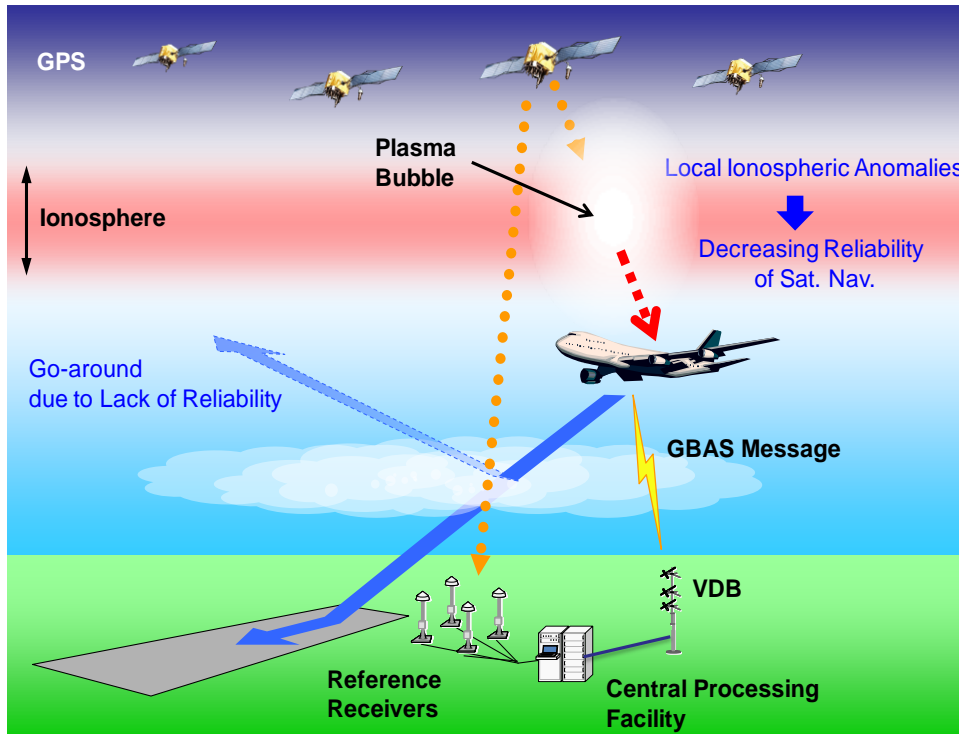 GPS
Plasma
Bubble
Local Ionospheric Anomalies
Ionosphere
Decreasing Reliability
of Sat. Nav.
Go-around
due to Lack of Reliability
GBAS Message
VDB
Reference
Receivers
Central Processing
Facility